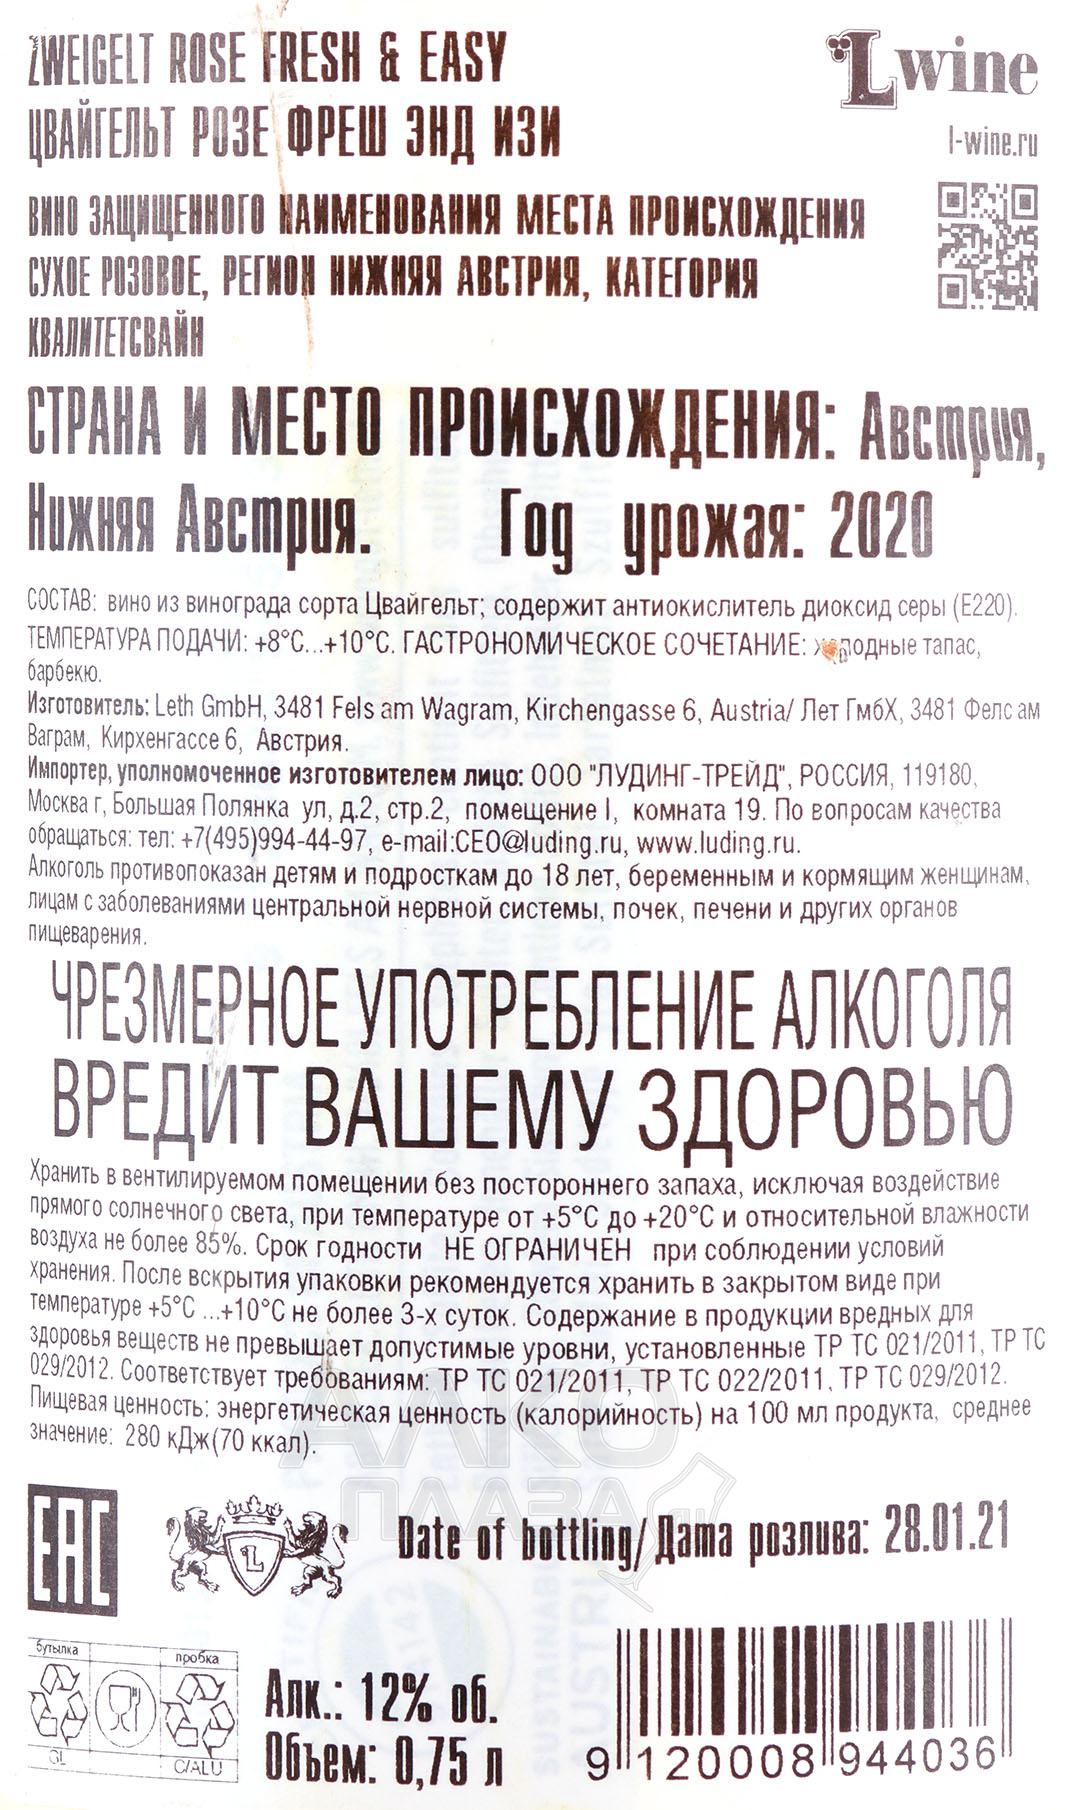 ZWEIGELT ROSE FRESH & EASY
Lwine
ЦВАЙГЕЛЬТ РОЗЕ ФРЕШ ЭНД ИЗИ
l-wine.ru
ВИНО ЗАЩИЩЕННОГО НАИМЕНОВАНИЯ МЕСТА ПРОИСХОЖДЕНИЯ
СУХОЕ РОЗОВОЕ, РЕГИОН НИЖНЯЯ АВСТРИЯ, КАТЕГОРИЯ
КВАЛИТЕТСВАЙН
СТРАНА И МЕСТО ПРОИСХОЖДЕНИЯ: Австрия,
Нижняя Австрия. Год урожая: 2020
СОСТАВ: вино из винограда сорта Цвайгельт; содержит антиокислитель диоксид серы (Е220).
ТЕМПЕРАТУРА ПОДАЧИ: +8°С...+10°С. ГАСТРОНОМИЧЕСКОЕ СОЧЕТАНИЕ: холодные тапас,
барбекю.
Изготовитель: Leth GmbH, 3481 Fels am Wagram, Kirchengasse 6, Austria/ Лет ГмбХ, 3481 Фелс ам
Ваграм, Кирхенгассе 6, Австрия.
Импортер, уполномоченное изготовителем лицо: ООО "ЛУДИНГ-ТРЕЙД", РОССИЯ, 119180,
Москва г, Большая Полянка ул, д.2, стр.2, помещение I, комната 19. По вопросам качества
обращаться: тел: +7(495)994-44-97, e-mail:CEO@luding.ru, www.luding.ru.
Алкоголь противопоказан детям и подросткам до 18 лет, беременным и кормящим женщинам,
лицам с заболеваниями центральной нервной системы, почек, печени и других органов
пищеварения.
ЧРЕЗМЕРНОЕ УПОТРЕБЛЕНИЕ АЛКОГОЛЯ
ВРЕДИТ ВАШЕМУ ЗДОРОВЬЮ
Хранить в вентилируемом помещении без постороннего запаха, исключая воздействие
прямого солнечного света, при температуре от +5°С до +20°С и относительной влажности
воздуха не более 85%. Срок годности НЕ ОГРАНИЧЕН при соблюдении условий
хранения. После вскрытия упаковки рекомендуется хранить в закрытом виде при
температуре +5°С ...+10°С не более 3-х суток. Содержание в продукции вредных для
здоровья веществ не превышает допустимые уровни, установленные ТР ТС 021/2011, ТР ТС
029/2012. Соответствует требованиям: ТР ТС 021/2011, ТР ТС 022/2011, ТР ТС 029/2012.
Пищевая ценность: энергетическая ценность (калорийность) на 100 мл продукта, среднее
значение: 280 кДж(70 ккал).
АЛКО
ПЛАЗА
.RU
EAC
L
Date of bottling/ Дата розлива: 28.01.21
бутылка
пробка
GL
C/ALU
Алк.: 12% об.
Объем: 0,75 л
9 120008 944036